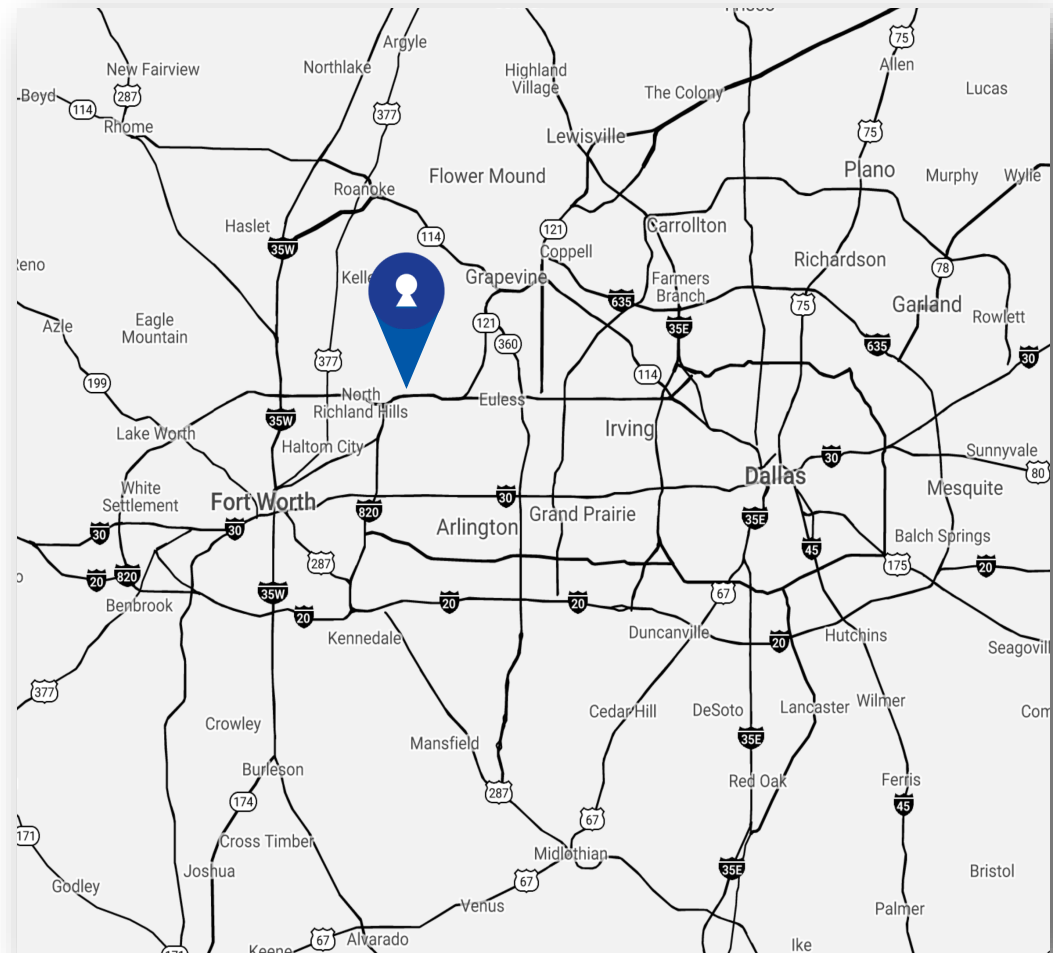 Argyle
75
New Fairview
Northlake
Highland
Village
Allen
Boyd
287
The Colony
Lucas
114
377
Rhome
Lewisville
75
Flower Mound
Plano
Murphy
Wylie
Roanoke
Haslet
114
121
Carrollton
35W
Coppell
Richardson
Grapevine
Farmers
Branch
78
635
75
Garland
Azle
Eagle
Mountain
121
35E
Rowlett
360
635
30
377
114
199
North
Richland Hills
Euless
35W
Irving
Lake Worth
Haltom City
30
Sunnyvale
80
Dallas
White
Settlement
Fort Worth
30
Mesquite
820
Arlington
Grand Prairie
35E
30
30
Balch Springs
45
287
175
20
820
20
35W
67
Benbrook
20
20
20
Kennedale
Duncanville
20
Hutchins
377
Crowley
Cedar Hill
DeSoto
Lancaster
Wilmer
Mansfield
35E
Burleson
Red Oak
Ferris
174
287
45
67
171
Cross Timber
Midlothian
35E
Godley
Joshua
67
Bristol
Venus
Palmer
67
Alvarado
Keene
Ike